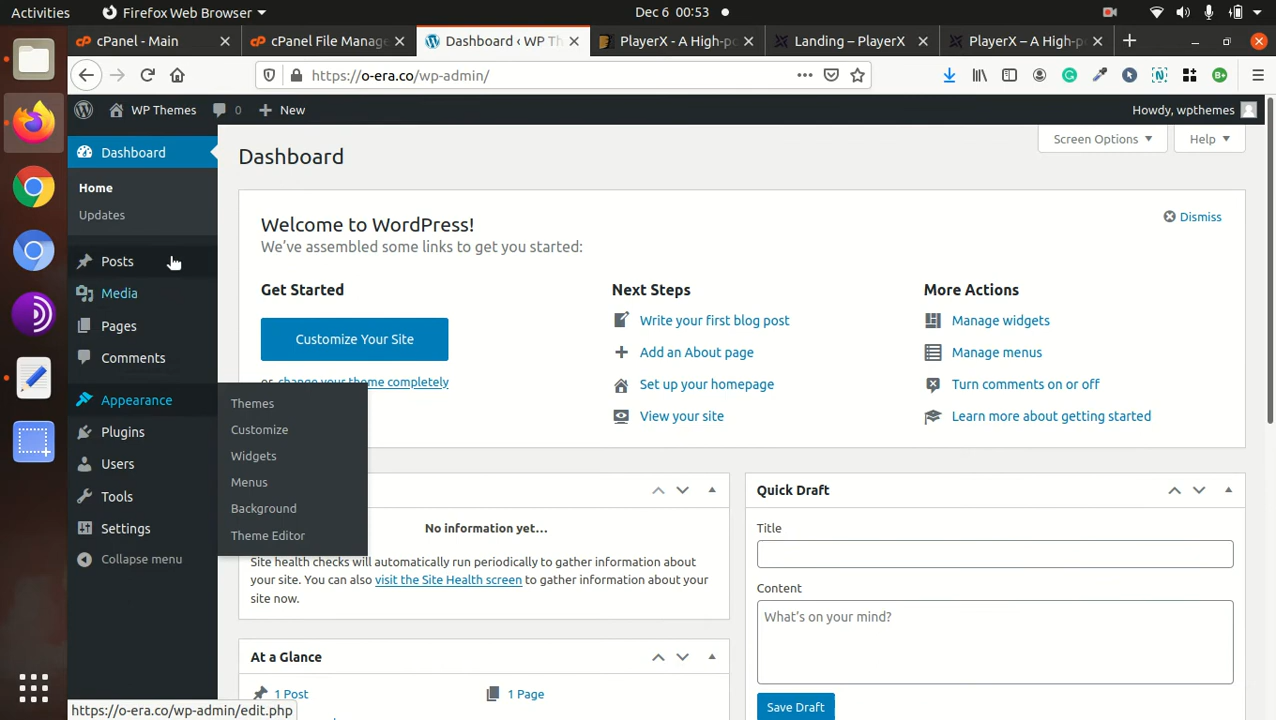 Activities
Firefox Web Browser
Dec 6 00:53
cPanel - Main
cPanel File Manage
Dashboard ‹ WP Th
PlayerX - A High-p
Landing – PlayerX
PlayerX – A High-p
https://o-era.co/wp-admin/
WP Themes
0
New
Howdy, wpthemes
Dashboard
Home
Updates
Posts
Media
Pages
Comments
Appearance
Plugins
Users
Tools
Settings
Collapse menu
Themes
Customize
Widgets
Menus
Background
Theme Editor
Dashboard
Screen Options
Help
Welcome to WordPress!
We've assembled some links to get you started:
Dismiss
Get Started
Customize Your Site
or, change your theme completely
Next Steps
Write your first blog post
Add an About page
Set up your homepage
View your site
More Actions
Manage widgets
Manage menus
Turn comments on or off
Learn more about getting started
No information yet…
Site health checks will automatically run periodically to gather information about
your site. You can also visit the Site Health screen to gather information about your
site now.
At a Glance
1 Post
1 Page
Quick Draft
Title
Content
What's on your mind?
Save Draft
https://o-era.co/wp-admin/edit.php